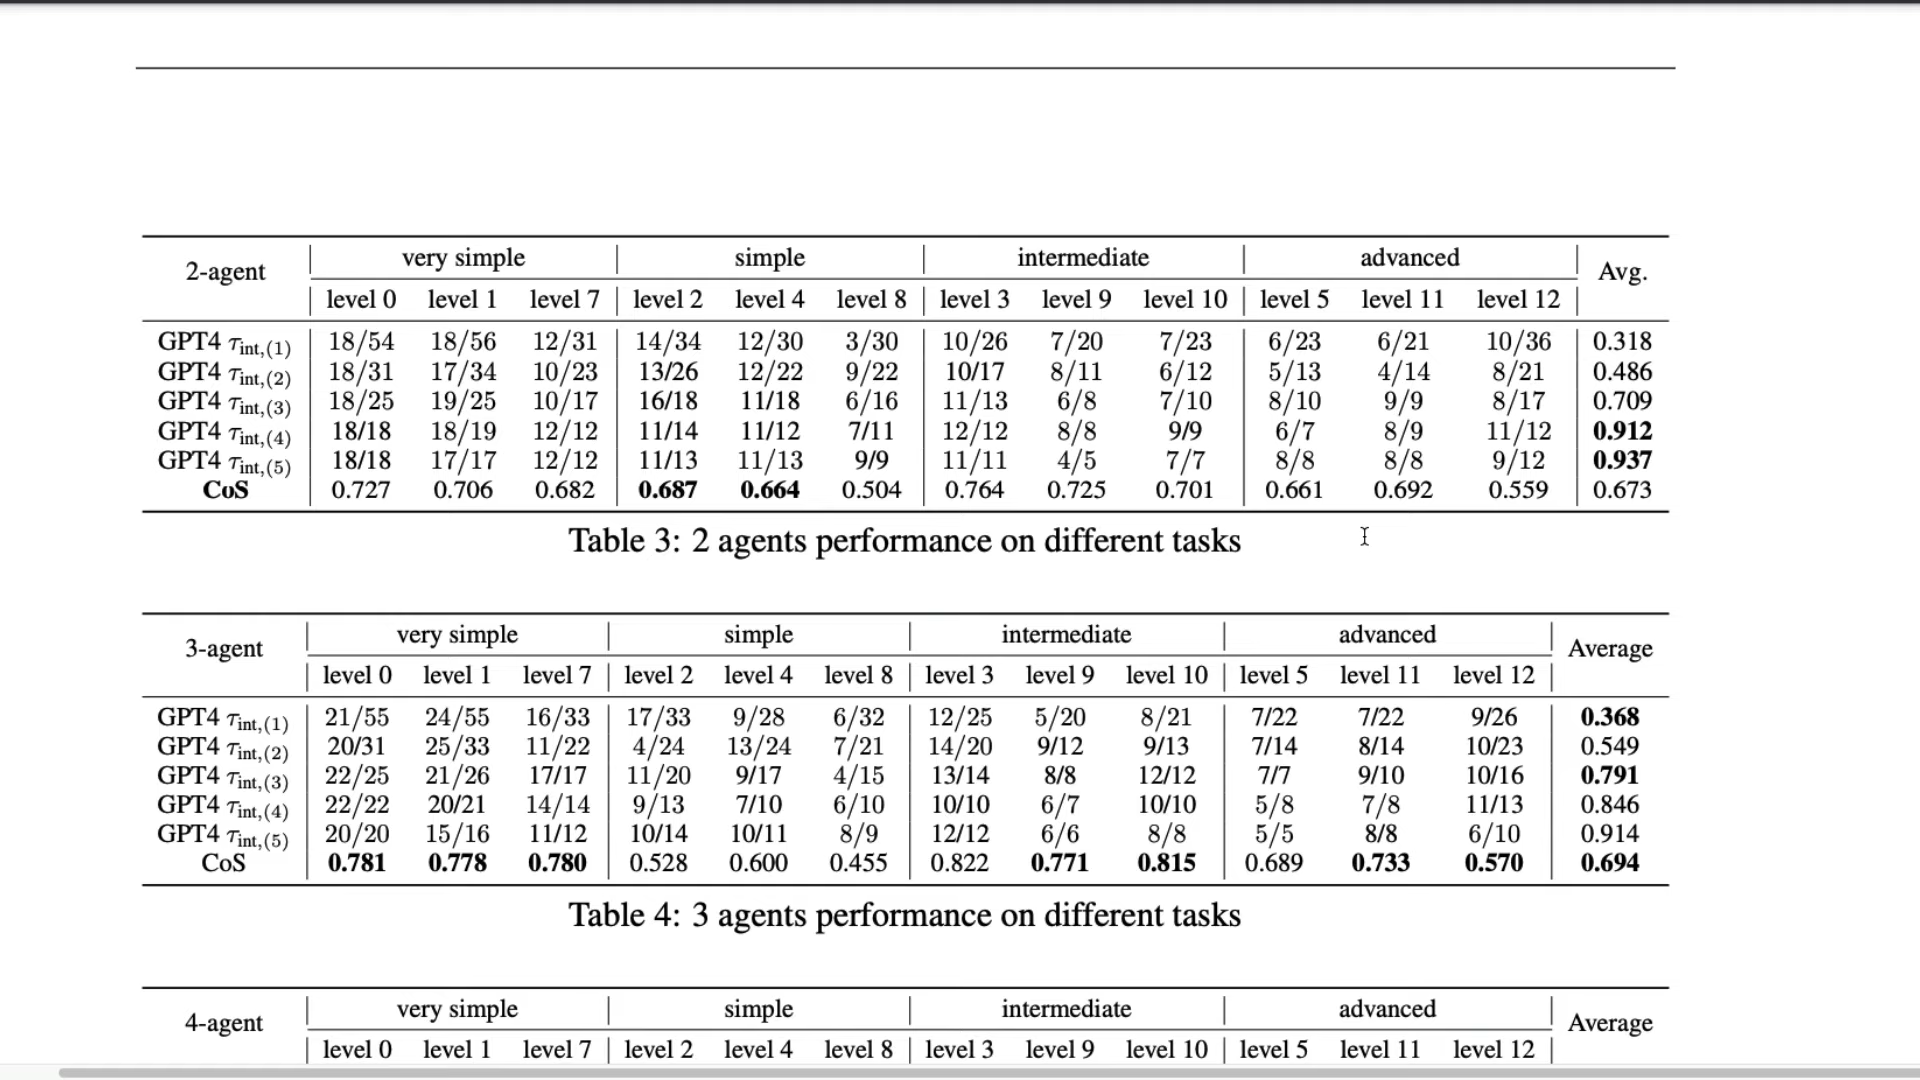 2-agent very simple simple intermediate advanced Avg.
level 0 level 1 level 7 level 2 level 4 level 8 level 3 level 9 level 10 level 5 level 11 level 12
GPT4 τint,(1) 18/54 18/56 12/31 14/34 12/30 3/30 10/26 7/20 7/23 6/23 6/21 10/36 0.318
GPT4 τint,(2) 18/31 17/34 10/23 13/26 12/22 9/22 10/17 8/11 6/12 5/13 4/14 8/21 0.486
GPT4 τint,(3) 18/25 19/25 10/17 16/18 11/18 6/16 11/13 6/8 7/10 8/10 9/9 8/17 0.709
GPT4 τint,(4) 18/18 18/19 12/12 11/14 11/12 7/11 12/12 8/8 9/9 6/7 8/9 11/12 0.912
GPT4 τint,(5) 18/18 17/17 12/12 11/13 11/13 9/9 11/11 4/5 7/7 8/8 8/8 9/12 0.937
CoS 0.727 0.706 0.682 0.687 0.664 0.504 0.764 0.725 0.701 0.661 0.692 0.559 0.673
Table 3: 2 agents performance on different tasks
3-agent very simple simple intermediate advanced Average
level 0 level 1 level 7 level 2 level 4 level 8 level 3 level 9 level 10 level 5 level 11 level 12
GPT4 τint,(1) 21/55 24/55 16/33 17/33 9/28 6/32 12/25 5/20 8/21 7/22 7/22 9/26 0.368
GPT4 τint,(2) 20/31 25/33 11/22 4/24 13/24 7/21 14/20 9/12 9/13 7/14 8/14 10/23 0.549
GPT4 τint,(3) 22/25 21/26 17/17 11/20 9/17 4/15 13/14 8/8 12/12 7/7 9/10 10/16 0.791
GPT4 τint,(4) 22/22 20/21 14/14 9/13 7/10 6/10 10/10 6/7 10/10 5/8 7/8 11/13 0.846
GPT4 τint,(5) 20/20 15/16 11/12 10/14 10/11 8/9 12/12 6/6 8/8 5/5 8/8 6/10 0.914
CoS 0.781 0.778 0.780 0.528 0.600 0.455 0.822 0.771 0.815 0.689 0.733 0.570 0.694
Table 4: 3 agents performance on different tasks
4-agent very simple simple intermediate advanced Average
level 0 level 1 level 7 level 2 level 4 level 8 level 3 level 9 level 10 level 5 level 11 level 12